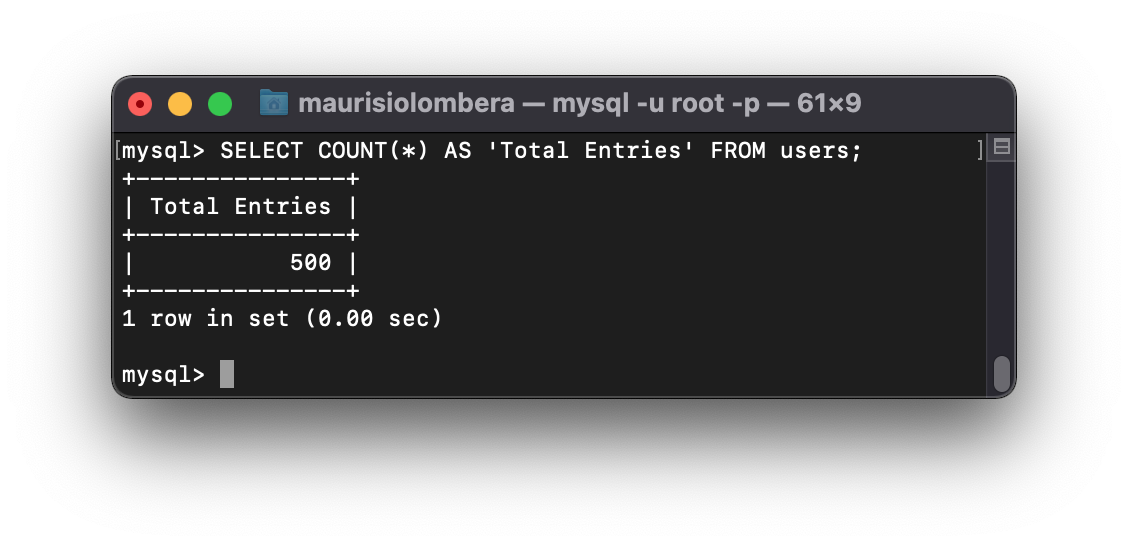 maurisiolombera — mysql -u root -p — 61×9
[mysql> SELECT COUNT(*) AS 'Total Entries' FROM users; ]
+---------------+
| Total Entries |
+---------------+
|           500 |
+---------------+
1 row in set (0.00 sec)
mysql>